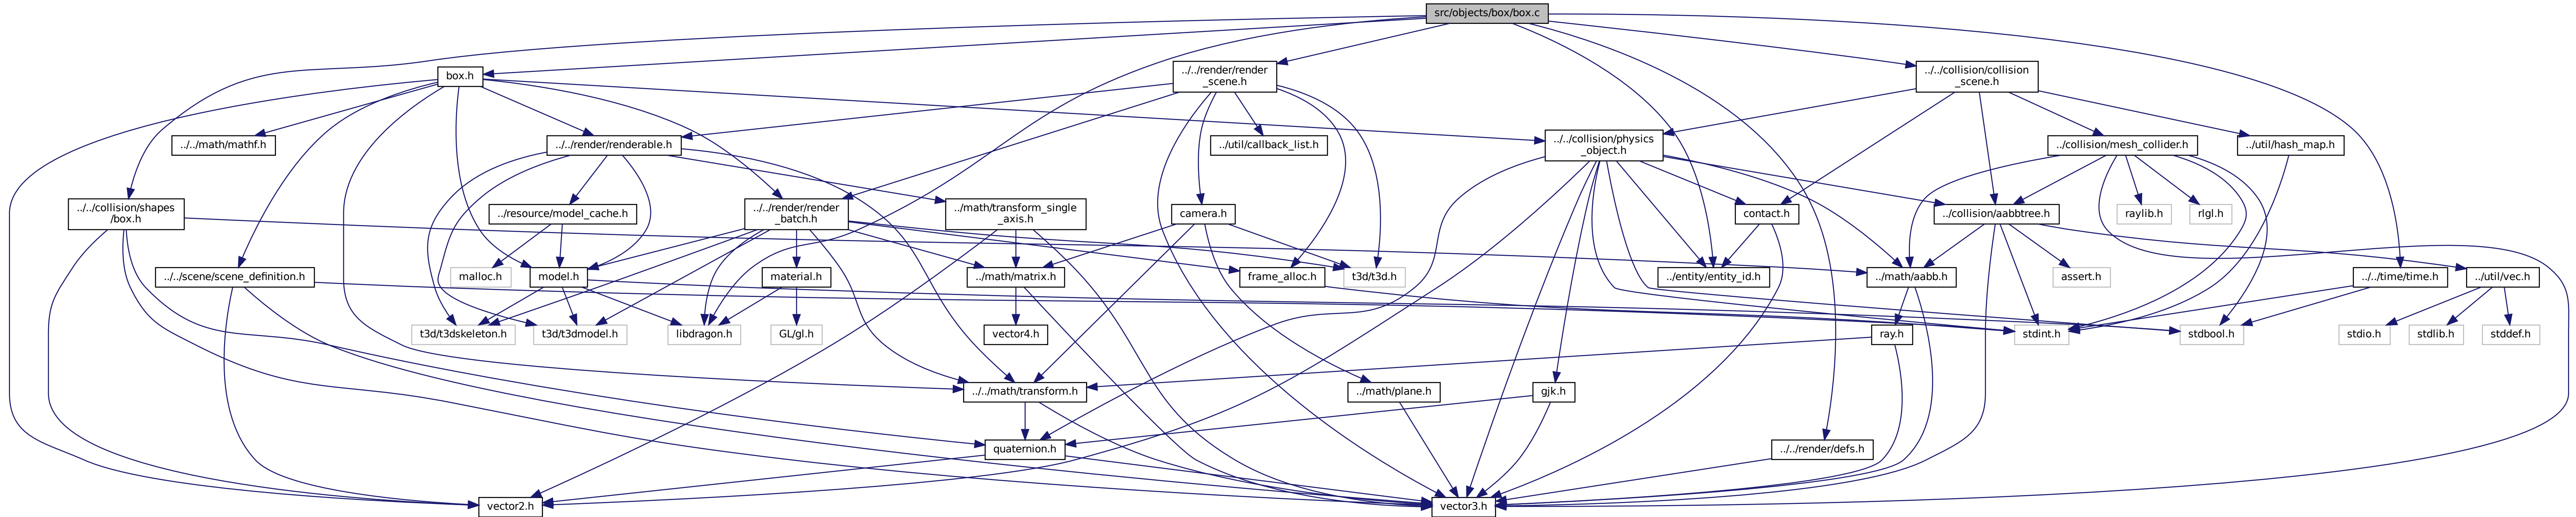 src/objects/box/box.c
box.h
../../render/render
_scene.h
../../collision/collision
_scene.h
../../math/mathf.h
../../render/renderable.h
../util/callback_list.h
../../collision/physics
_object.h
../collision/mesh_collider.h
../util/hash_map.h
../../collision/shapes
/box.h
../resource/model_cache.h
../../render/render
_batch.h
../math/transform_single
_axis.h
camera.h
contact.h
../collision/aabbtree.h
raylib.h
rlgl.h
../../scene/scene_definition.h
malloc.h
model.h
material.h
../math/matrix.h
frame_alloc.h
t3d/t3d.h
../entity/entity_id.h
../math/aabb.h
assert.h
../../time/time.h
../util/vec.h
t3d/t3dskeleton.h
t3d/t3dmodel.h
libdragon.h
GL/gl.h
vector4.h
ray.h
stdint.h
stdbool.h
stdio.h
stdlib.h
stddef.h
../../math/transform.h
../math/plane.h
gjk.h
quaternion.h
../../render/defs.h
vector2.h
vector3.h